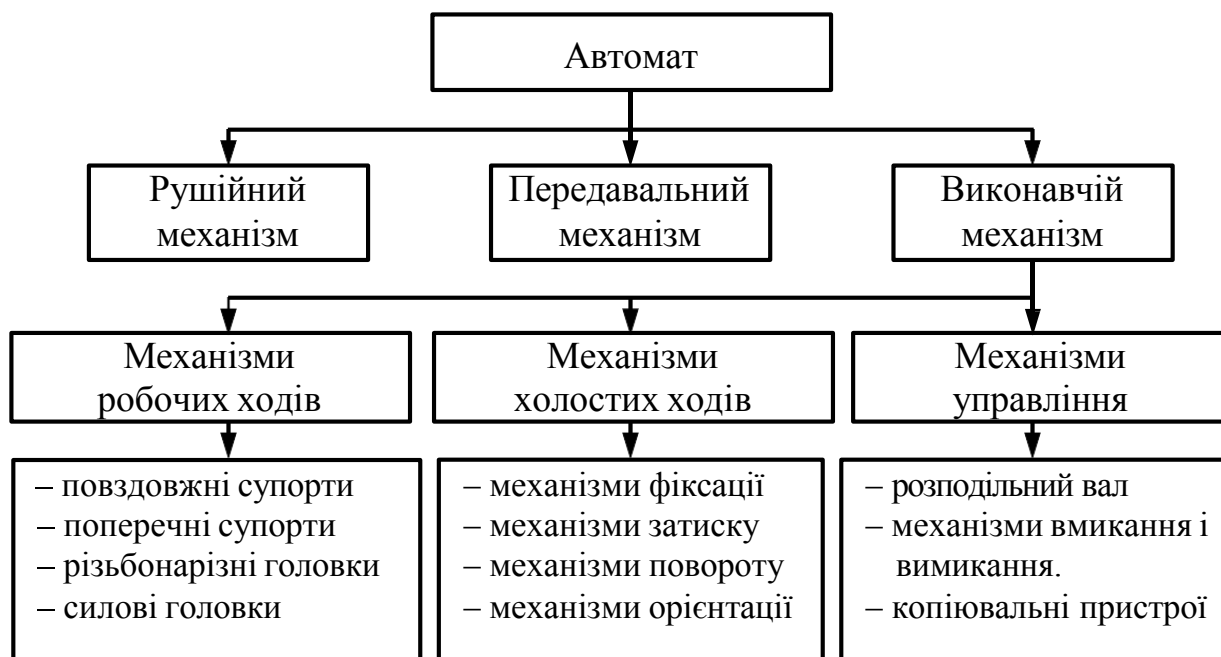 Автомат
Рушійний
механізм
Передавальний
механізм
Виконавчій
механізм
Механізми
робочих ходів
Механізми
холостих ходів
Механізми
управління
– повздовжні супорти
– поперечні супорти
– різьбонарізні головки
– силові головки
– механізми фіксації
– механізми затиску
– механізми повороту
– механізми орієнтації
– розподільний вал
– механізми вмикання і
вимикання.
– копіювальні пристрої